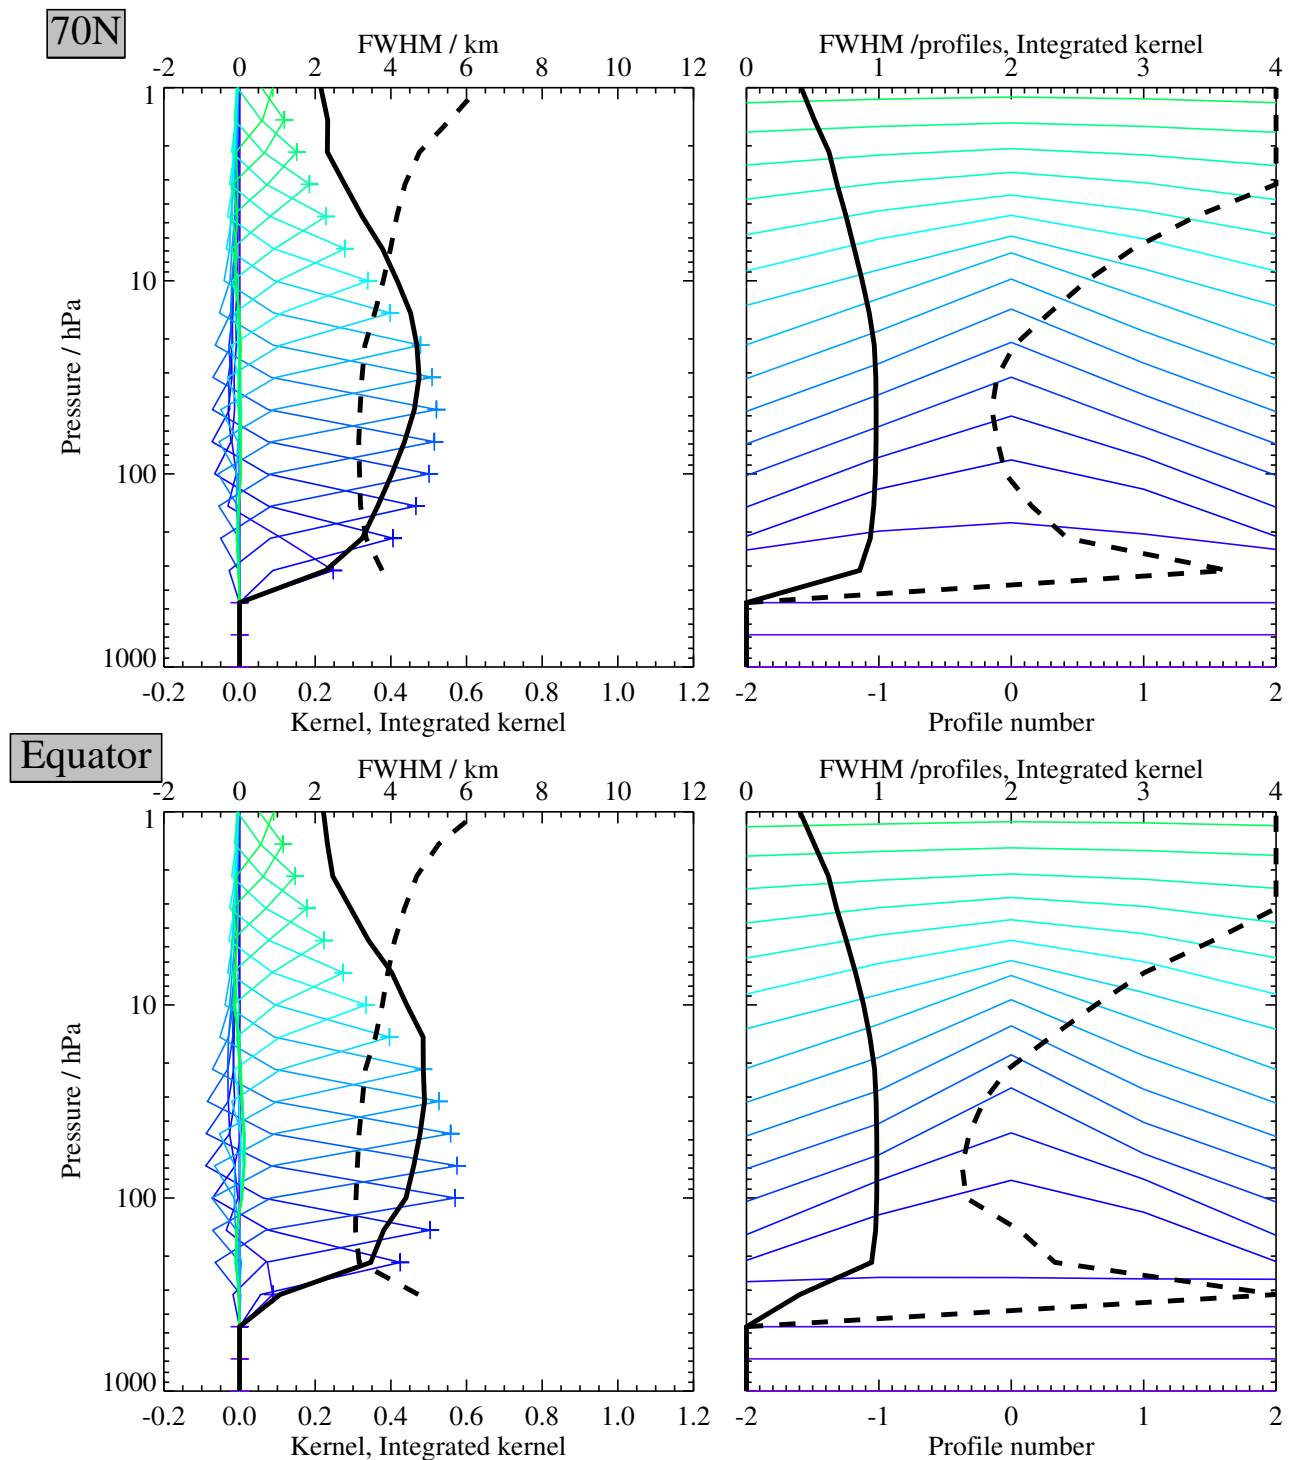 70N
FWHM / km
FWHM /profiles, Integrated kernel
-2 0 2 4 6 8 10 12
0 1 2 3 4
1
10
100
1000
Pressure / hPa
-0.2 0.0 0.2 0.4 0.6 0.8 1.0 1.2
-2 -1 0 1 2
Kernel, Integrated kernel
Profile number
Equator
FWHM / km
FWHM /profiles, Integrated kernel
-2 0 2 4 6 8 10 12
0 1 2 3 4
1
10
100
1000
Pressure / hPa
-0.2 0.0 0.2 0.4 0.6 0.8 1.0 1.2
-2 -1 0 1 2
Kernel, Integrated kernel
Profile number